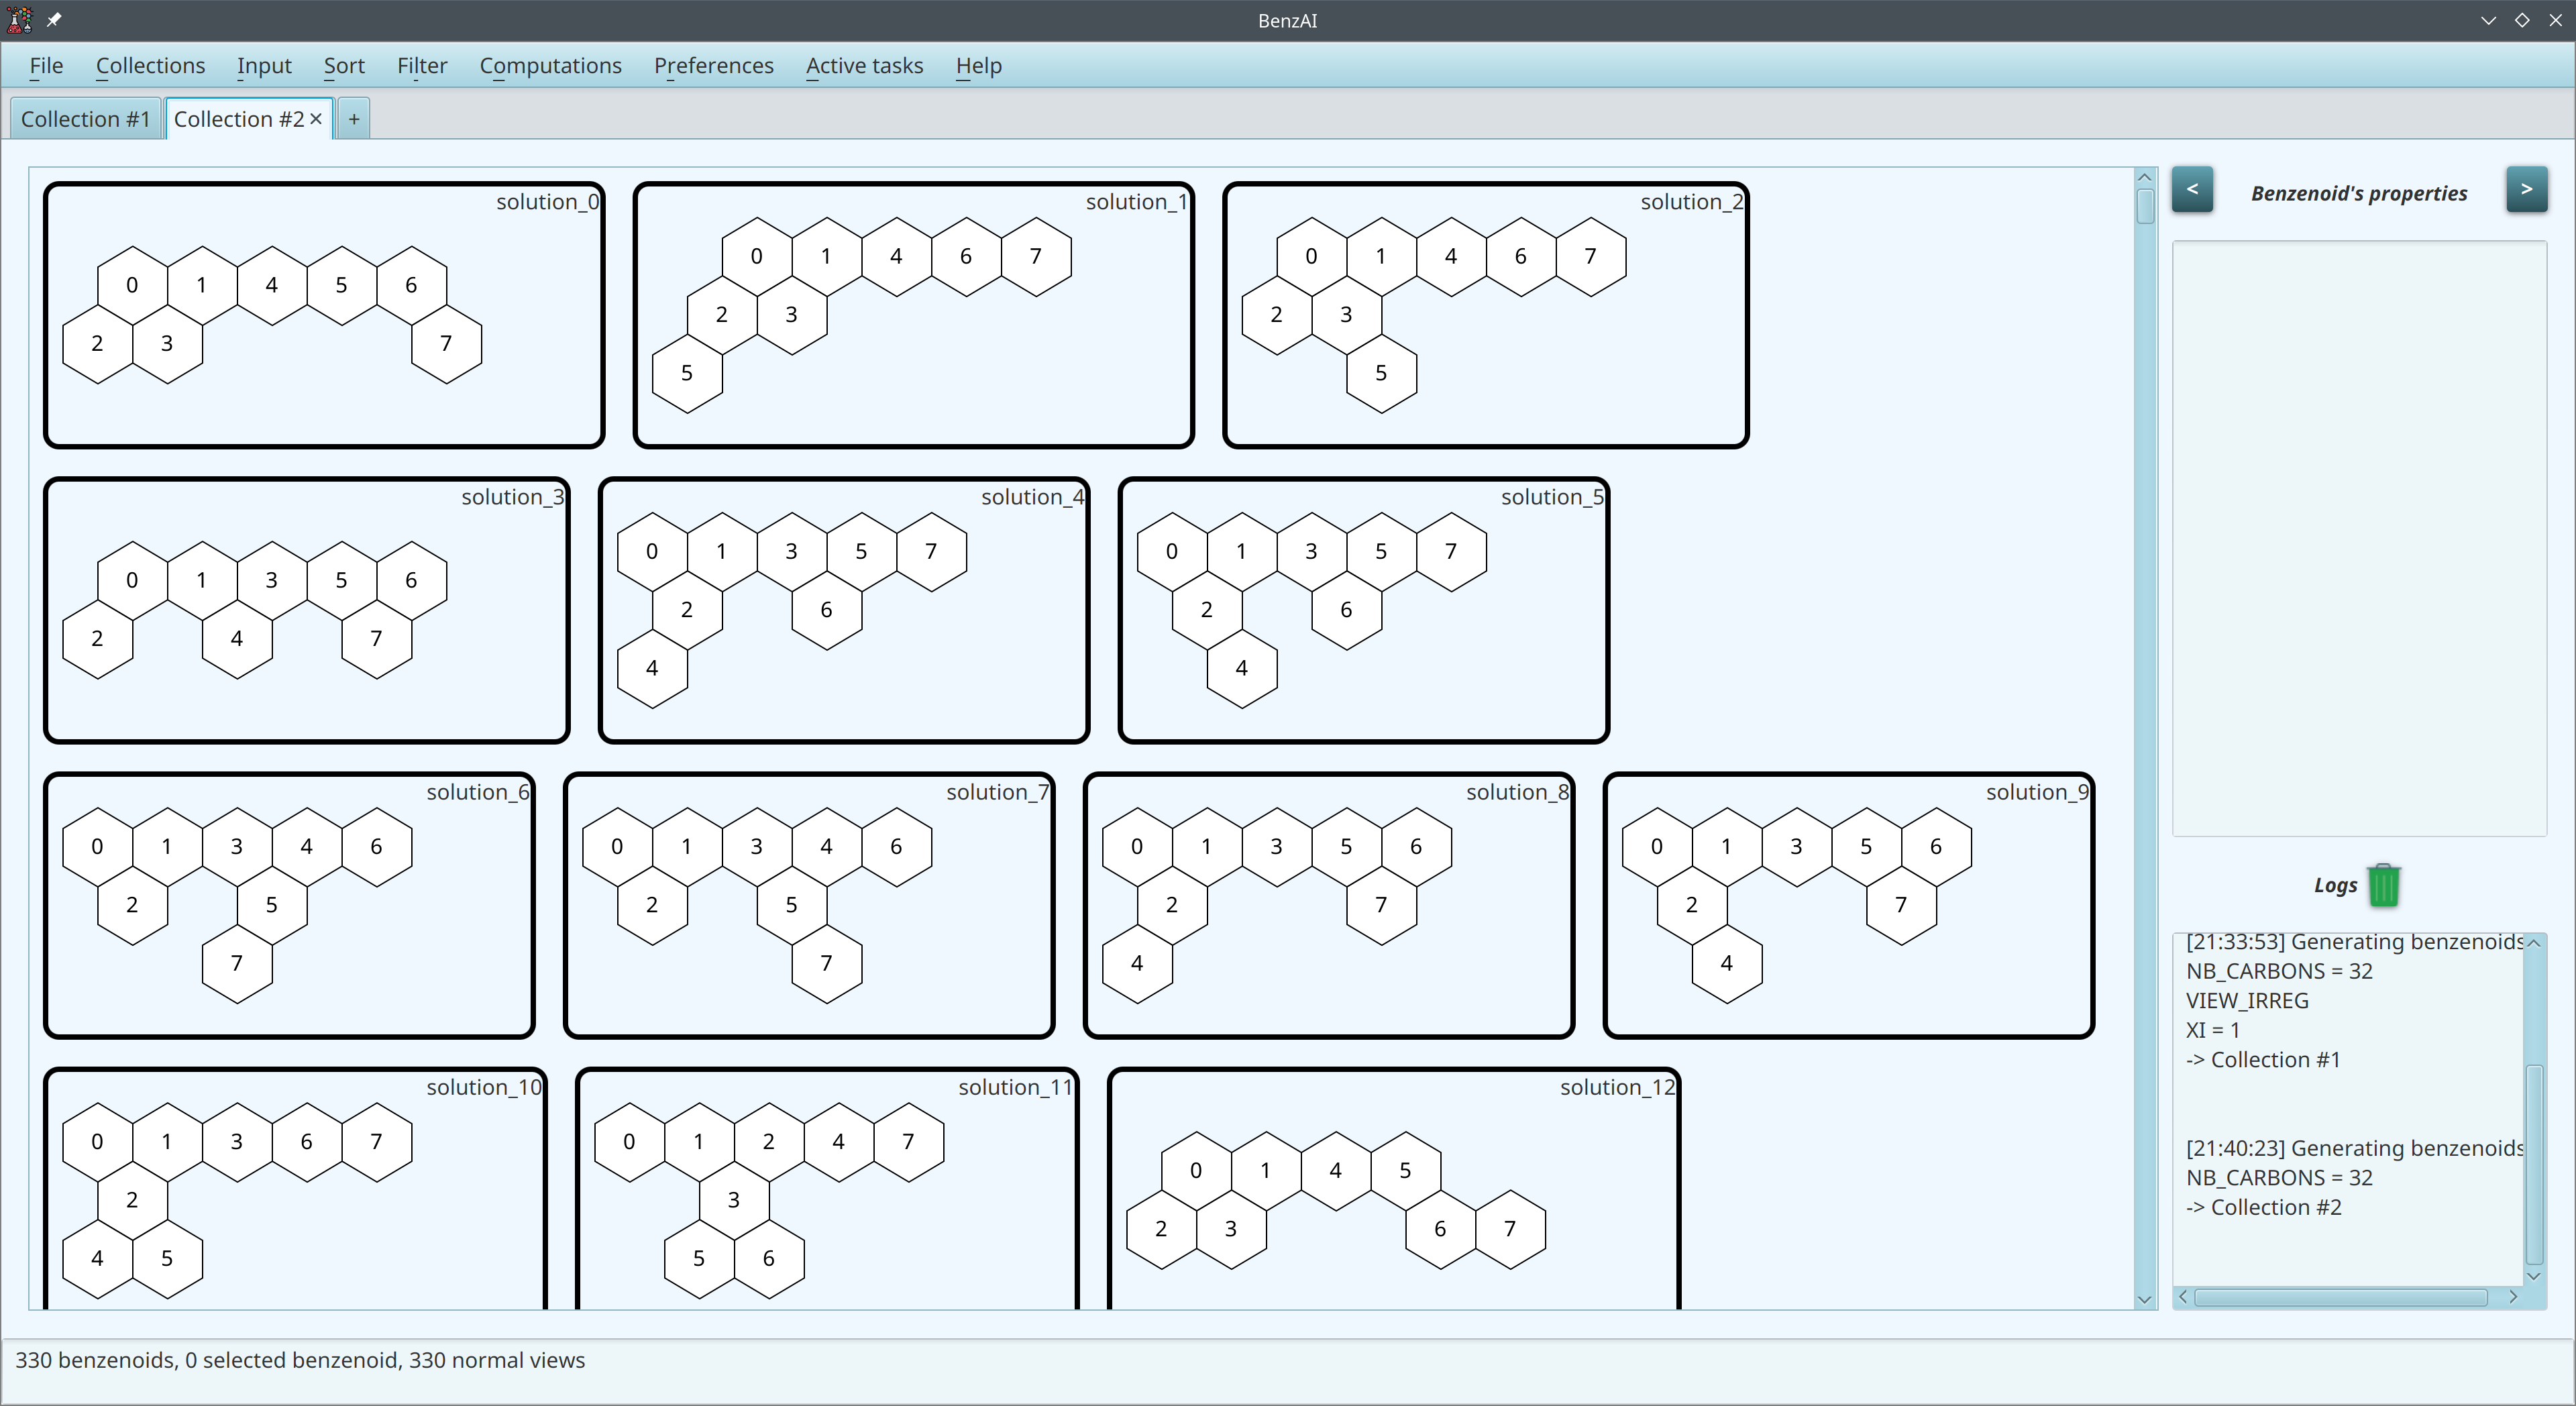 BenzAI
File Collections Input Sort Filter Computations Preferences Active tasks Help
Collection #1 Collection #2 × +
solution_0 solution_1 solution_2
0 1 4 5 6
2 3 7
0 1 4 6 7
2 3
5
0 1 4 6 7
2 3
5
solution_3 solution_4 solution_5
0 1 3 5 6
2 4 7
0 1 3 5 7
2 6
4
0 1 3 5 7
2 6
4
solution_6 solution_7 solution_8 solution_9
0 1 3 4 6
2 5
7
0 1 3 4 6
2 5
7
0 1 3 5 6
2 7
4
0 1 3 5 6
2 7
4
solution_10 solution_11 solution_12
0 1 3 6 7
2
4 5
0 1 2 4 7
3
5 6
0 1 4 5
2 3 6 7
< Benzenoid's properties >
Logs
[21:33:53] Generating benzenoids
NB_CARBONS = 32
VIEW_IRREG
XI = 1
-> Collection #1
[21:40:23] Generating benzenoids
NB_CARBONS = 32
-> Collection #2
330 benzenoids, 0 selected benzenoid, 330 normal views